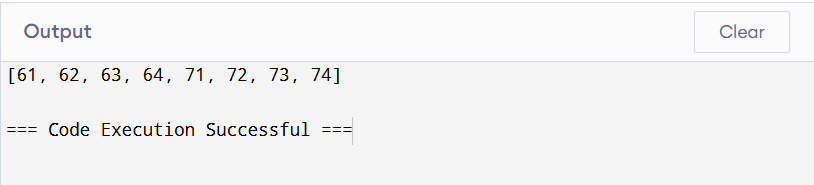 Output
Clear
[61, 62, 63, 64, 71, 72, 73, 74]
=== Code Execution Successful ===